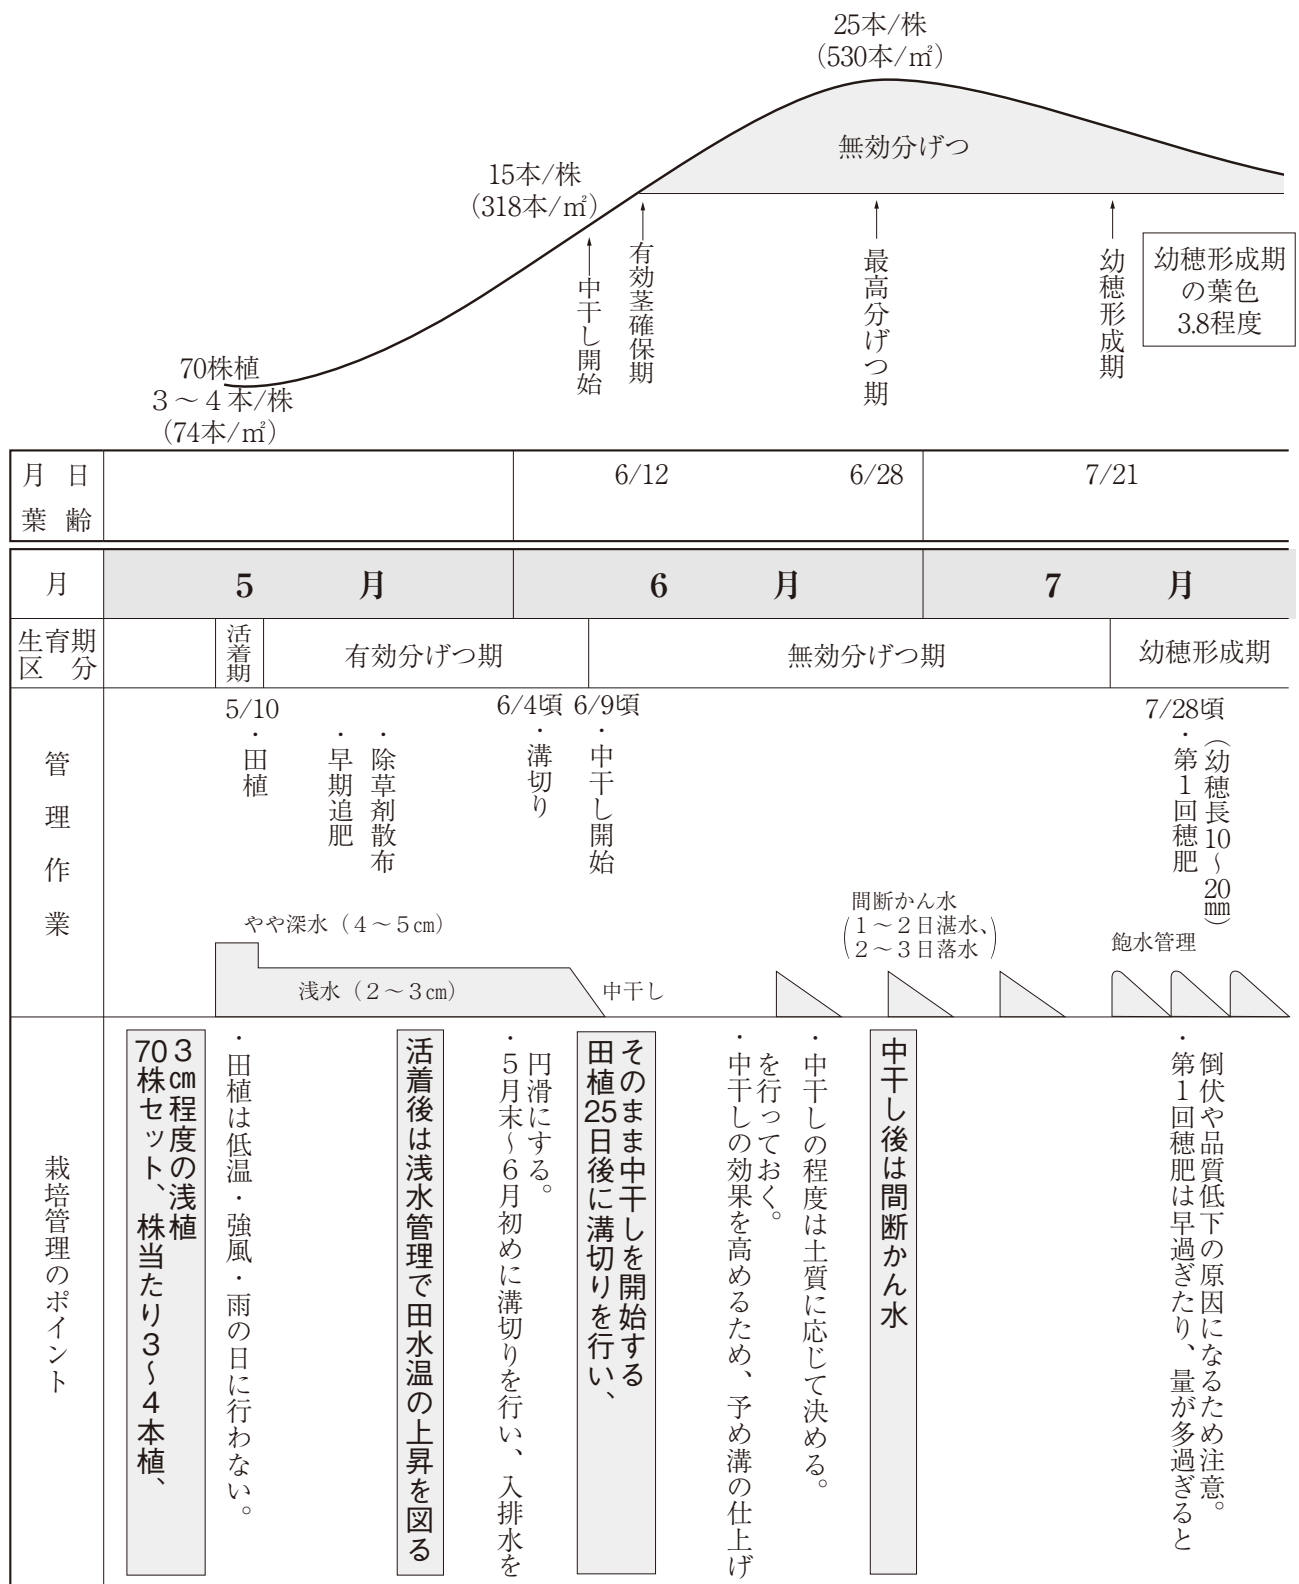 25本/株
（530本/㎡）
無効分げつ
15本/株
（318本/㎡）
中干し開始
有効茎確保期
最高分げつ期
幼穂形成期
幼穂形成期
の葉色
3.8程度
70株植
３～４本/株
（74本/㎡）
月　日
葉　齢
6/12
6/28
7/21
月
5　月
6　月
7　月
生育期
区　分
活着期
有効分げつ期
無効分げつ期
幼穂形成期
管理作業
5/10
・田植
・早期追肥
・除草剤散布
6/4頃
・溝切り
6/9頃
・中干し開始
7/28頃
・第１回穂肥
（幼穂長10～20㎜）
やや深水（４～５㎝）
浅水（２～３㎝）
中干し
間断かん水
（１～２日湛水、
２～３日落水）
飽水管理
栽培管理のポイント
70株セット、株当たり３～４本植、
３㎝程度の浅植
・田植は低温・強風・雨の日に行わない。
活着後は浅水管理で田水温の上昇を図る
・５月末～６月初めに溝切りを行い、入排水を
円滑にする。
田植25日後に溝切りを行い、
そのまま中干しを開始する
・中干しの効果を高めるため、予め溝の仕上げ
を行っておく。
・中干しの程度は土質に応じて決める。
中干し後は間断かん水
・第１回穂肥は早過ぎたり、量が多過ぎると
倒伏や品質低下の原因になるため注意。